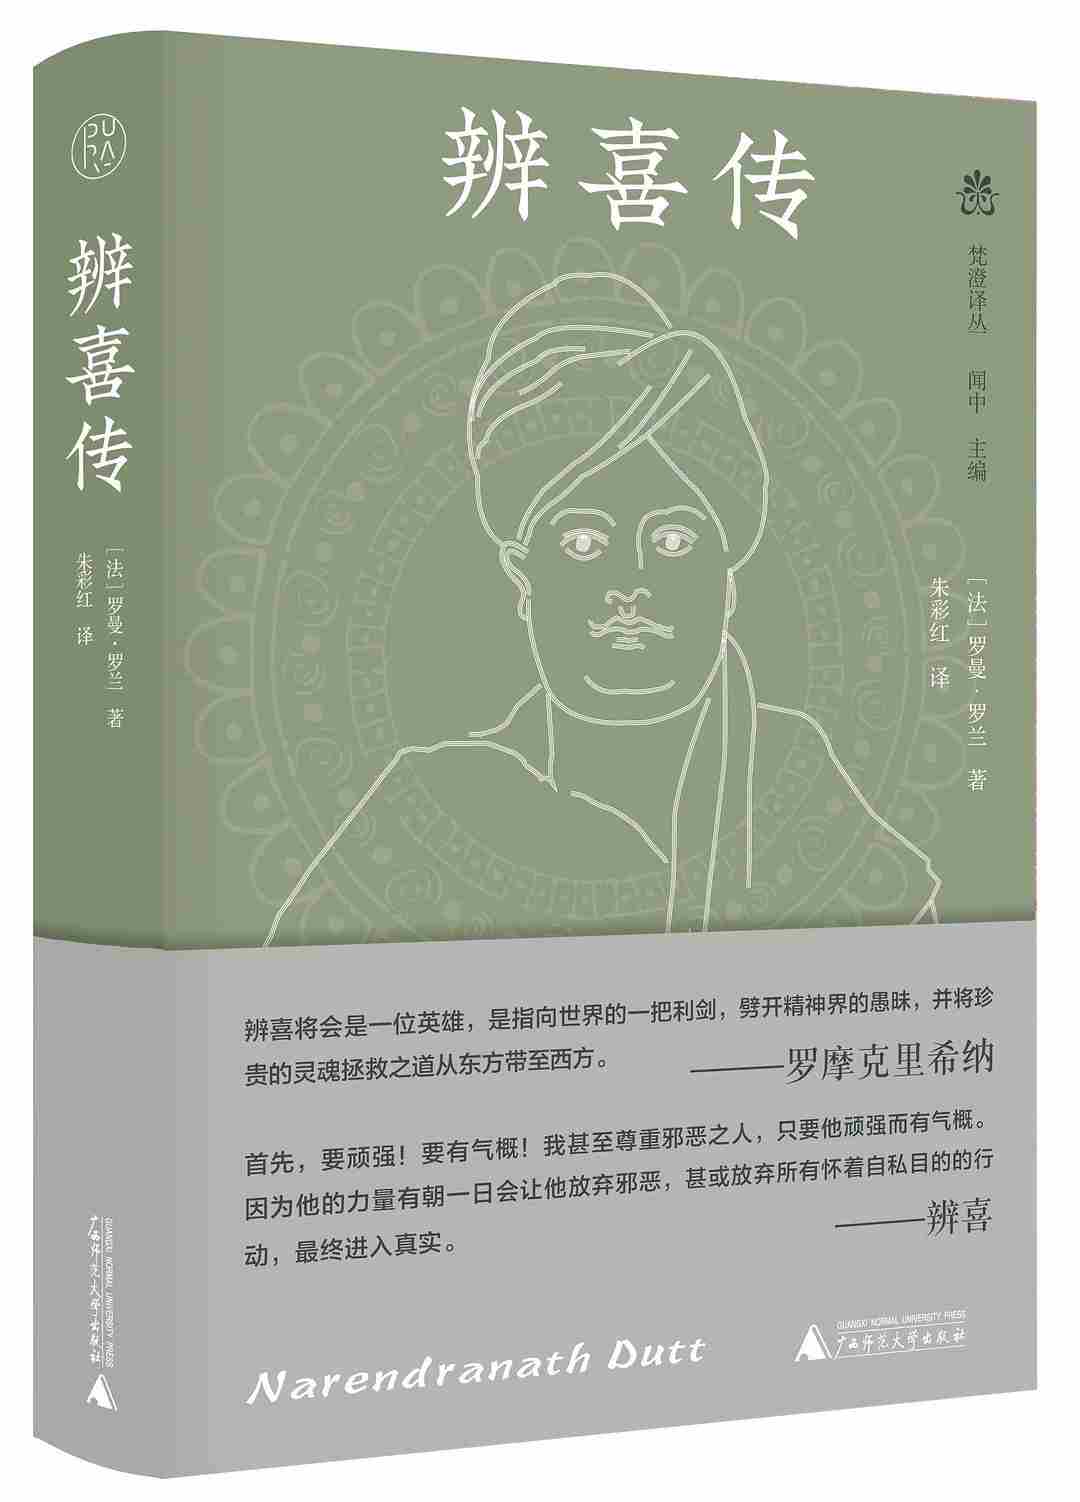 PURA
辨喜传
[法]罗曼·罗兰 著
朱彩红 译
广西师范大学出版社
GUANGXI NORMAL UNIVERSITY PRESS
辨喜传
梵澄译丛 闻中 主编
[法]罗曼·罗兰 著
朱彩红 译
辨喜将会是一位英雄，是指向世界的一把利剑，劈开精神界的愚昧，并将珍
贵的灵魂拯救之道从东方带至西方。
——罗摩克里希纳
首先，要顽强！要有气概！我甚至尊重邪恶之人，只要他顽强而有气概。
因为他的力量有朝一日会让他放弃邪恶，甚或放弃所有怀着自私目的的行
动，最终进入真实。
——辨喜
Narendranath Dutt
GUANGXI NORMAL UNIVERSITY PRESS
广西师范大学出版社